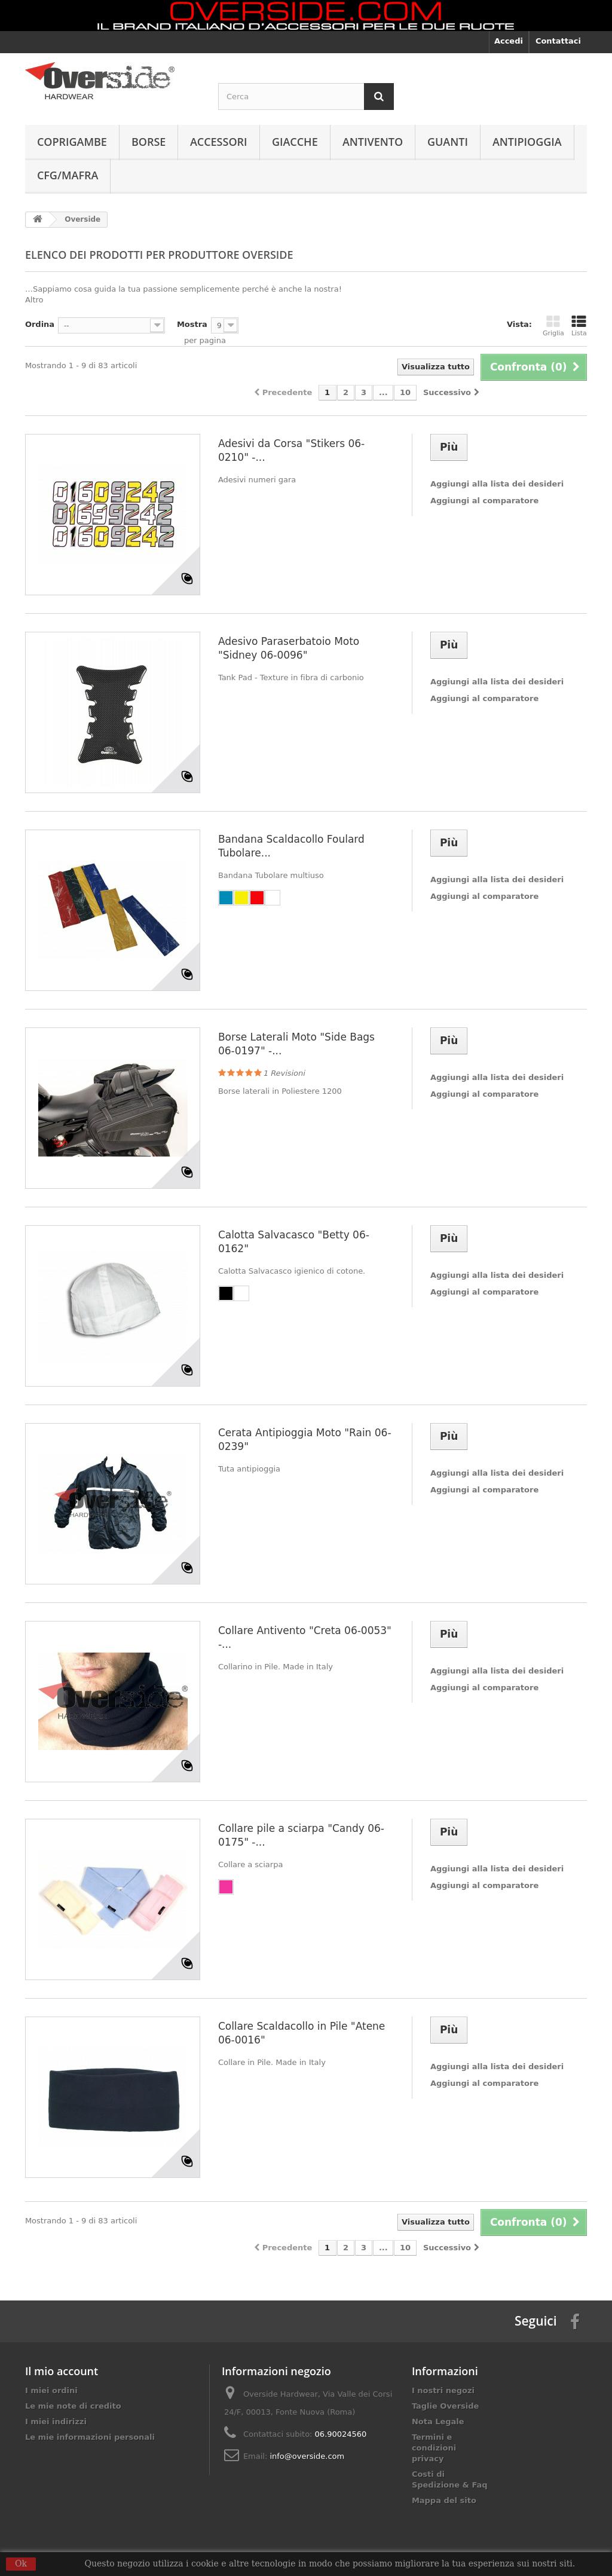 OVERSIDE.COM
IL BRAND ITALIANO D'ACCESSORI PER LE DUE RUOTE
Accedi
Contattaci
Overside
HARDWEAR
Cerca
COPRIGAMBE
BORSE
ACCESSORI
GIACCHE
ANTIVENTO
GUANTI
ANTIPIOGGIA
CFG/MAFRA
Overside
ELENCO DEI PRODOTTI PER PRODUTTORE OVERSIDE
...Sappiamo cosa guida la tua passione semplicemente perché è anche la nostra!
Altro
Ordina
--
Mostra
9
per pagina
Vista:
Griglia
Lista
Mostrando 1 - 9 di 83 articoli
Visualizza tutto
Confronta (0)
Precedente
1
2
3
...
10
Successivo
0160924 2
0160924 2
0160924 2
Adesivi da Corsa "Stikers 06-
0210" -...
Adesivi numeri gara
Più
Aggiungi alla lista dei desideri
Aggiungi al comparatore
Adesivo Paraserbatoio Moto
"Sidney 06-0096"
Tank Pad - Texture in fibra di carbonio
Più
Aggiungi alla lista dei desideri
Aggiungi al comparatore
Bandana Scaldacollo Foulard
Tubolare...
Bandana Tubolare multiuso
Più
Aggiungi alla lista dei desideri
Aggiungi al comparatore
Borse Laterali Moto "Side Bags
06-0197" -...
1 Revisioni
Borse laterali in Poliestere 1200
Più
Aggiungi alla lista dei desideri
Aggiungi al comparatore
Calotta Salvacasco "Betty 06-
0162"
Calotta Salvacasco igienico di cotone.
Più
Aggiungi alla lista dei desideri
Aggiungi al comparatore
Overside
Cerata Antipioggia Moto "Rain 06-
0239"
Tuta antipioggia
Più
Aggiungi alla lista dei desideri
Aggiungi al comparatore
Overside
Collare Antivento "Creta 06-0053"
-...
Collarino in Pile. Made in Italy
Più
Aggiungi alla lista dei desideri
Aggiungi al comparatore
Collare pile a sciarpa "Candy 06-
0175" -...
Collare a sciarpa
Più
Aggiungi alla lista dei desideri
Aggiungi al comparatore
Collare Scaldacollo in Pile "Atene
06-0016"
Collare in Pile. Made in Italy
Più
Aggiungi alla lista dei desideri
Aggiungi al comparatore
Mostrando 1 - 9 di 83 articoli
Visualizza tutto
Confronta (0)
Precedente
1
2
3
...
10
Successivo
Seguici
Il mio account
I miei ordini
Le mie note di credito
I miei indirizzi
Le mie informazioni personali
Informazioni negozio
Overside Hardwear, Via Valle dei Corsi
24/F, 00013, Fonte Nuova (Roma)
Contattaci subito: 06.90024560
Email: info@overside.com
Informazioni
I nostri negozi
Taglie Overside
Nota Legale
Termini e
condizioni
privacy
Costi di
Spedizione & Faq
Mappa del sito
Ok
Questo negozio utilizza i cookie e altre tecnologie in modo che possiamo migliorare la tua esperienza sui nostri siti.